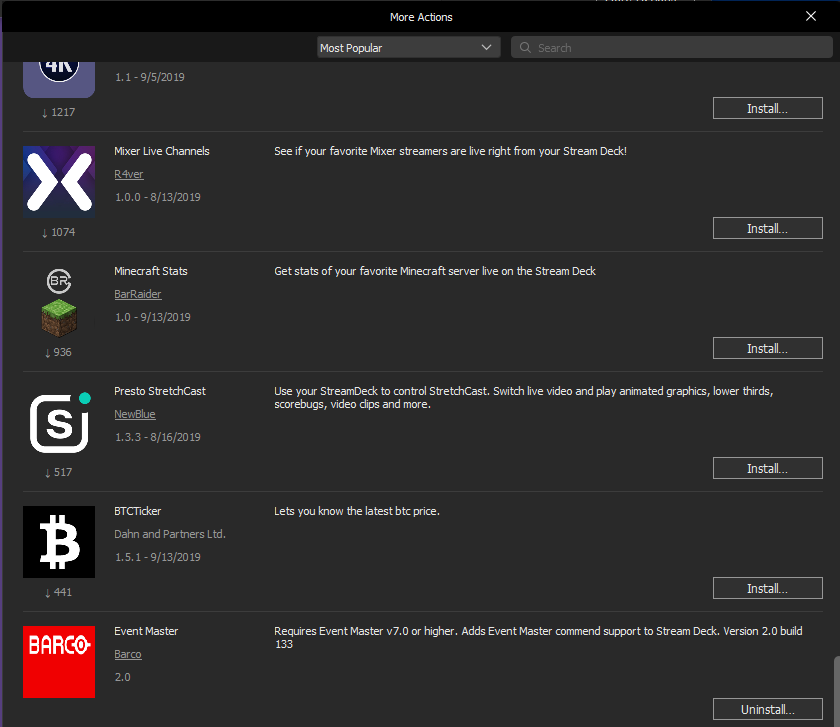 More Actions
Most Popular
Search
4K
1.1 - 9/5/2019
↓ 1217
Install...
Mixer Live Channels
See if your favorite Mixer streamers are live right from your Stream Deck!
R4ver
1.0.0 - 8/13/2019
↓ 1074
Install...
BR
Minecraft Stats
Get stats of your favorite Minecraft server live on the Stream Deck
BarRaider
1.0 - 9/13/2019
↓ 936
Install...
S
Presto StretchCast
Use your StreamDeck to control StretchCast. Switch live video and play animated graphics, lower thirds,
scorebugs, video clips and more.
NewBlue
1.3.3 - 8/16/2019
↓ 517
Install...
BTCTicker
Lets you know the latest btc price.
Dahn and Partners Ltd.
1.5.1 - 9/13/2019
↓ 441
Install...
BARCO
Event Master
Requires Event Master v7.0 or higher. Adds Event Master commend support to Stream Deck. Version 2.0 build
133
Barco
2.0
Uninstall...